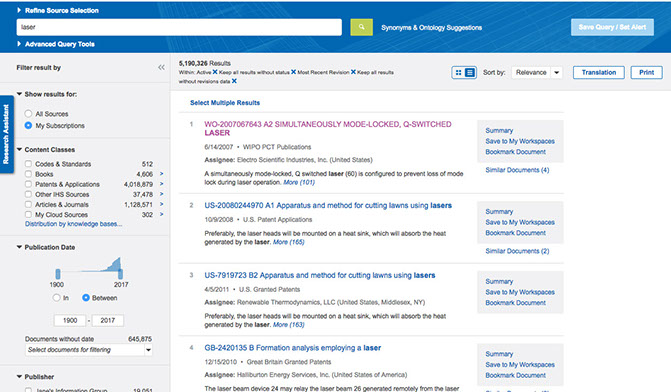 Refine Source Selection
laser
Synonyms & Ontology Suggestions
Save Query / Set Alert
Advanced Query Tools
Filter result by
Research Assistant
Show results for:
All Sources
My Subscriptions
Content Classes
Codes & Standards 512
Books 4,606 >
Patents & Applications 4,018,879 >
Other IHS Sources 37,478 >
Articles & Journals 1,128,571 >
My Cloud Sources 302 >
Distribution by knowledge bases...
Publication Date
1900 2017
In Between
1900 - 2017
Documents without date 645,875
Select documents for filtering
Publisher
Jane's Information Group 19,051
5,190,326 Results
Within: Active X Keep all results without status X Most Recent Revision X Keep all results
without revisions data X
Sort by: Relevance
Translation
Print
Select Multiple Results
1 WO-2007067643 A2 SIMULTANEOUSLY MODE-LOCKED, Q-SWITCHED
LASER
6/14/2007 • WIPO PCT Publications
Assignee: Electro Scientific Industries, Inc. (United States)
A simultaneously mode-locked, Q switched laser (60) is configured to prevent loss of mode
lock during laser operation. More (101)
Summary
Save to My Workspaces
Bookmark Document
Similar Documents (4)
2 US-20080244970 A1 Apparatus and method for cutting lawns using lasers
10/9/2008 • U.S. Patent Applications
Preferably, the laser heads will be mounted on a heat sink, which will absorb the heat
generated by the laser. More (165)
Summary
Save to My Workspaces
Bookmark Document
Similar Documents (2)
3 US-7919723 B2 Apparatus and method for cutting lawns using lasers
4/5/2011 • U.S. Granted Patents
Assignee: Renewable Thermodynamics, LLC (United States, Middlesex, NY)
Preferably, the laser heads will be mounted on a heat sink, which will absorb the heat
generated by the laser. More (163)
Summary
Save to My Workspaces
Bookmark Document
4 GB-2420135 B Formation analysis employing a laser
12/15/2010 • Great Britain Granted Patents
Assignee: Halliburton Energy Services, Inc. (United States of America)
The laser beam device 24 may relay the laser beam 26 generated remotely from the laser
Summary
Save to My Workspaces
Bookmark Document